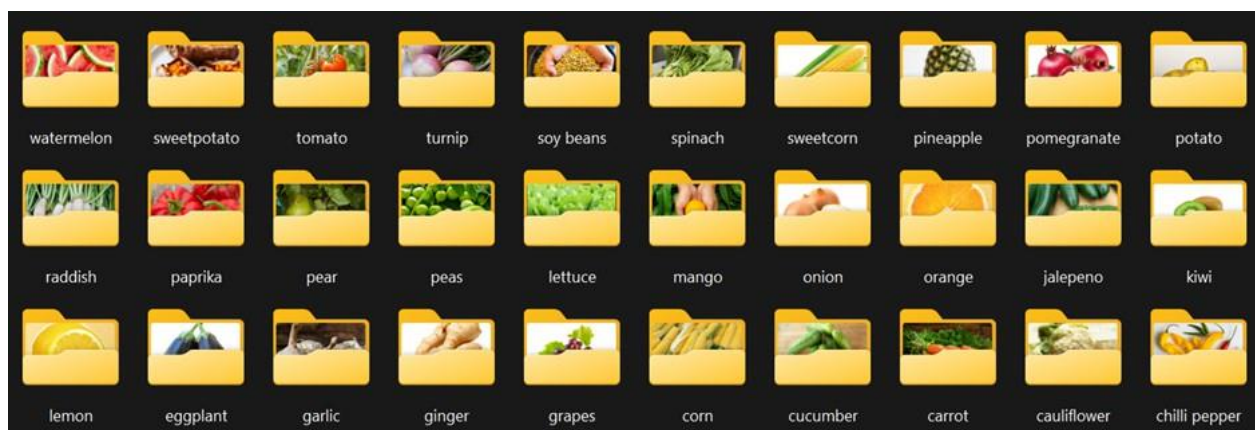 watermelon sweetpotato tomato turnip soy beans spinach sweetcorn pineapple pomegranate potato
raddish paprika pear peas lettuce mango onion orange jalepeno kiwi
lemon eggplant garlic ginger grapes corn cucumber carrot cauliflower chilli pepper